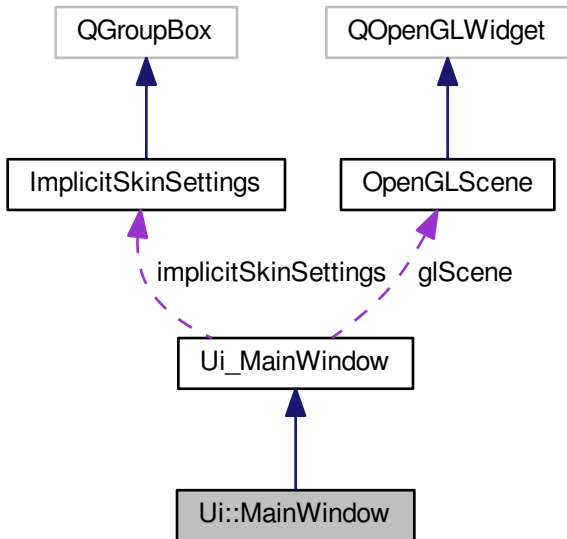 QGroupBox
QOpenGLWidget
ImplicitSkinSettings
OpenGLScene
implicitSkinSettings
glScene
Ui_MainWindow
Ui::MainWindow